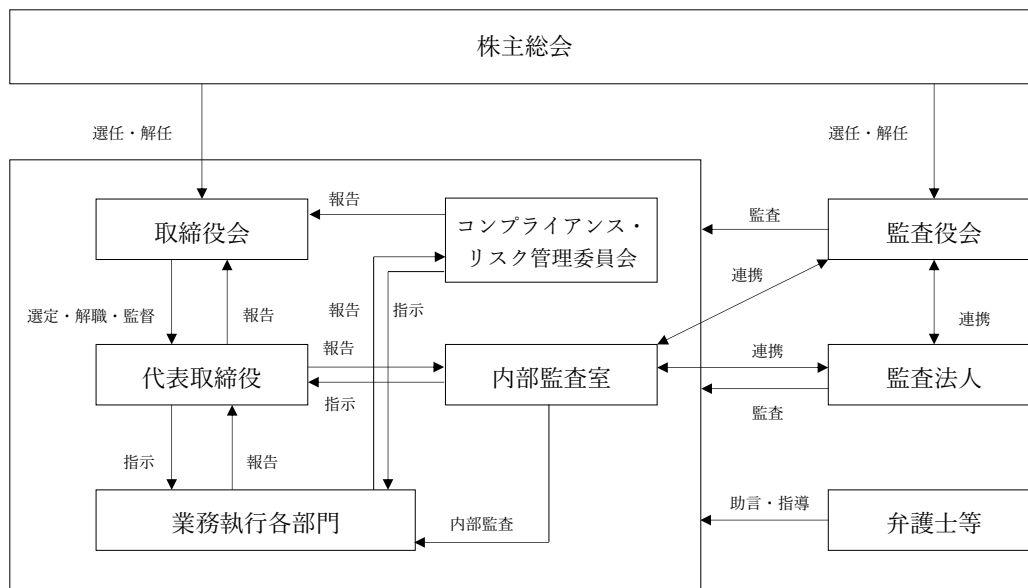 株主総会
選任・解任
選任・解任
取締役会
報告
コンプライアンス・
リスク管理委員会
監査
監査役会
連携
選定・解職・監督
報告
報告
指示
連携
代表取締役
報告
指示
内部監査室
連携
監査
監査法人
指示
報告
業務執行各部門
内部監査
助言・指導
弁護士等